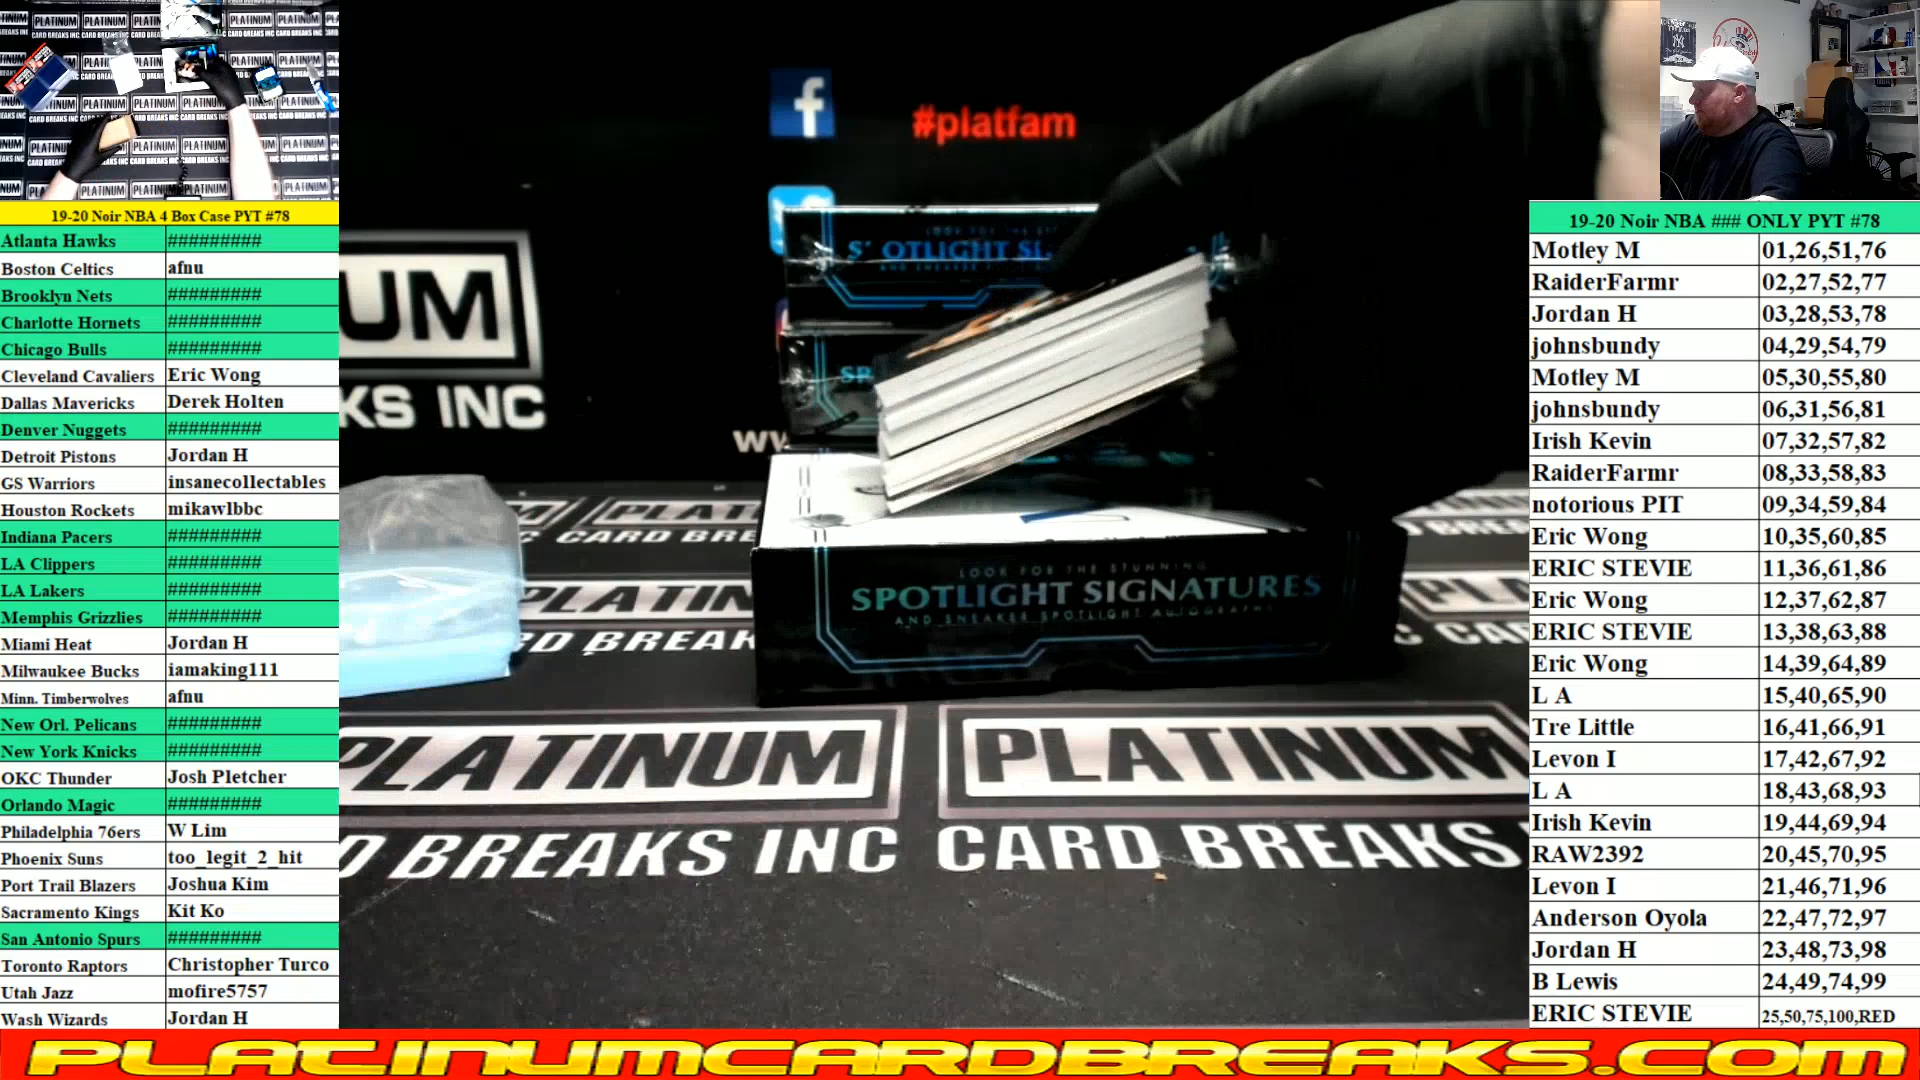 19-20 Noir NBA 4 Box Case PYT #78
Atlanta Hawks #########
Boston Celtics afnu
Brooklyn Nets #########
Charlotte Hornets #########
Chicago Bulls #########
Cleveland Cavaliers Eric Wong
Dallas Mavericks Derek Holten
Denver Nuggets #########
Detroit Pistons Jordan H
GS Warriors insanecollectables
Houston Rockets mikawlbbc
Indiana Pacers #########
LA Clippers #########
LA Lakers #########
Memphis Grizzlies #########
Miami Heat Jordan H
Milwaukee Bucks iamaking111
Minn. Timberwolves afnu
New Orl. Pelicans #########
New York Knicks #########
OKC Thunder Josh Pletcher
Orlando Magic #########
Philadelphia 76ers W Lim
Phoenix Suns too_legit_2_hit
Port Trail Blazers Joshua Kim
Sacramento Kings Kit Ko
San Antonio Spurs #########
Toronto Raptors Christopher Turco
Utah Jazz mofire5757
Wash Wizards Jordan H
#platfam
UM
KS INC
LOOK FOR THE STUNNING
SPOTLIGHT SIGNATURES
AND SNEAKER SPOTLIGHT AUTOGRAPHS
PLATINUM PLATINUM
D BREAKS INC CARD BREAKS
19-20 Noir NBA ### ONLY PYT #78
Motley M 01,26,51,76
RaiderFarmr 02,27,52,77
Jordan H 03,28,53,78
johnsbundy 04,29,54,79
Motley M 05,30,55,80
johnsbundy 06,31,56,81
Irish Kevin 07,32,57,82
RaiderFarmr 08,33,58,83
notorious PIT 09,34,59,84
Eric Wong 10,35,60,85
ERIC STEVIE 11,36,61,86
Eric Wong 12,37,62,87
ERIC STEVIE 13,38,63,88
Eric Wong 14,39,64,89
L A 15,40,65,90
Tre Little 16,41,66,91
Levon I 17,42,67,92
L A 18,43,68,93
Irish Kevin 19,44,69,94
RAW2392 20,45,70,95
Levon I 21,46,71,96
Anderson Oyola 22,47,72,97
Jordan H 23,48,73,98
B Lewis 24,49,74,99
ERIC STEVIE 25,50,75,100,RED
PLATINUMCARDBREAKS.COM